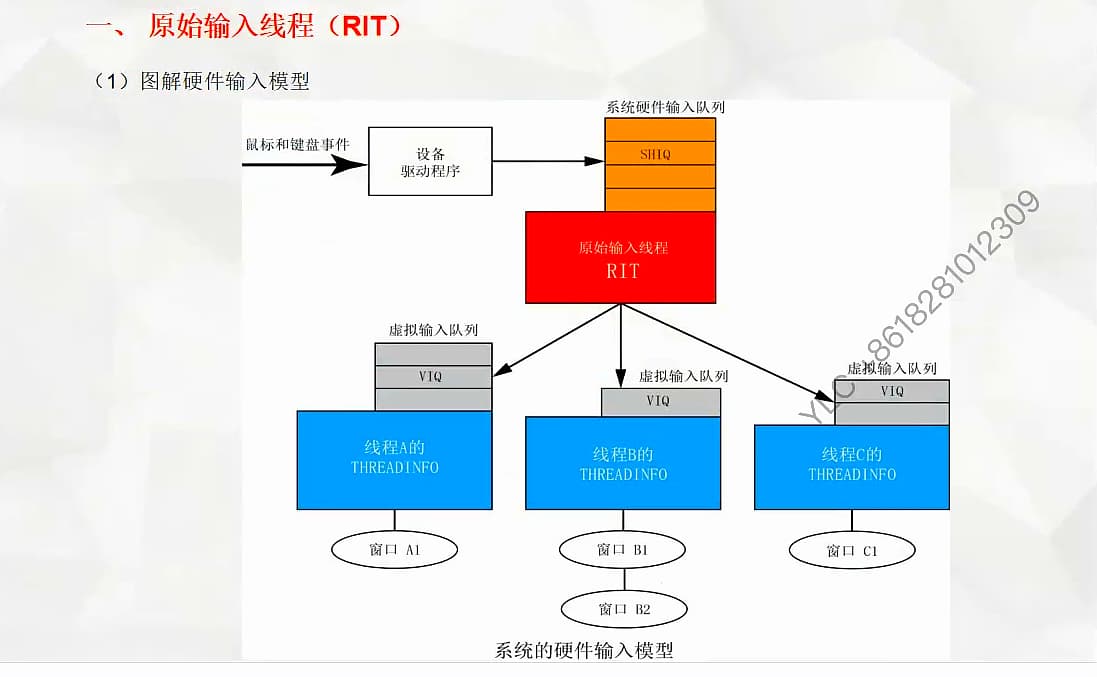 一、 原始输入线程（RIT）
（1）图解硬件输入模型
系统硬件输入队列
鼠标和键盘事件
设备
驱动程序
SHIQ
原始输入线程
RIT
虚拟输入队列
VIQ
线程A的
THREADINFO
窗口 A1
虚拟输入队列
VIQ
线程B的
THREADINFO
窗口 B1
窗口 B2
虚拟输入队列
VIQ
线程C的
THREADINFO
窗口 C1
系统的硬件输入模型